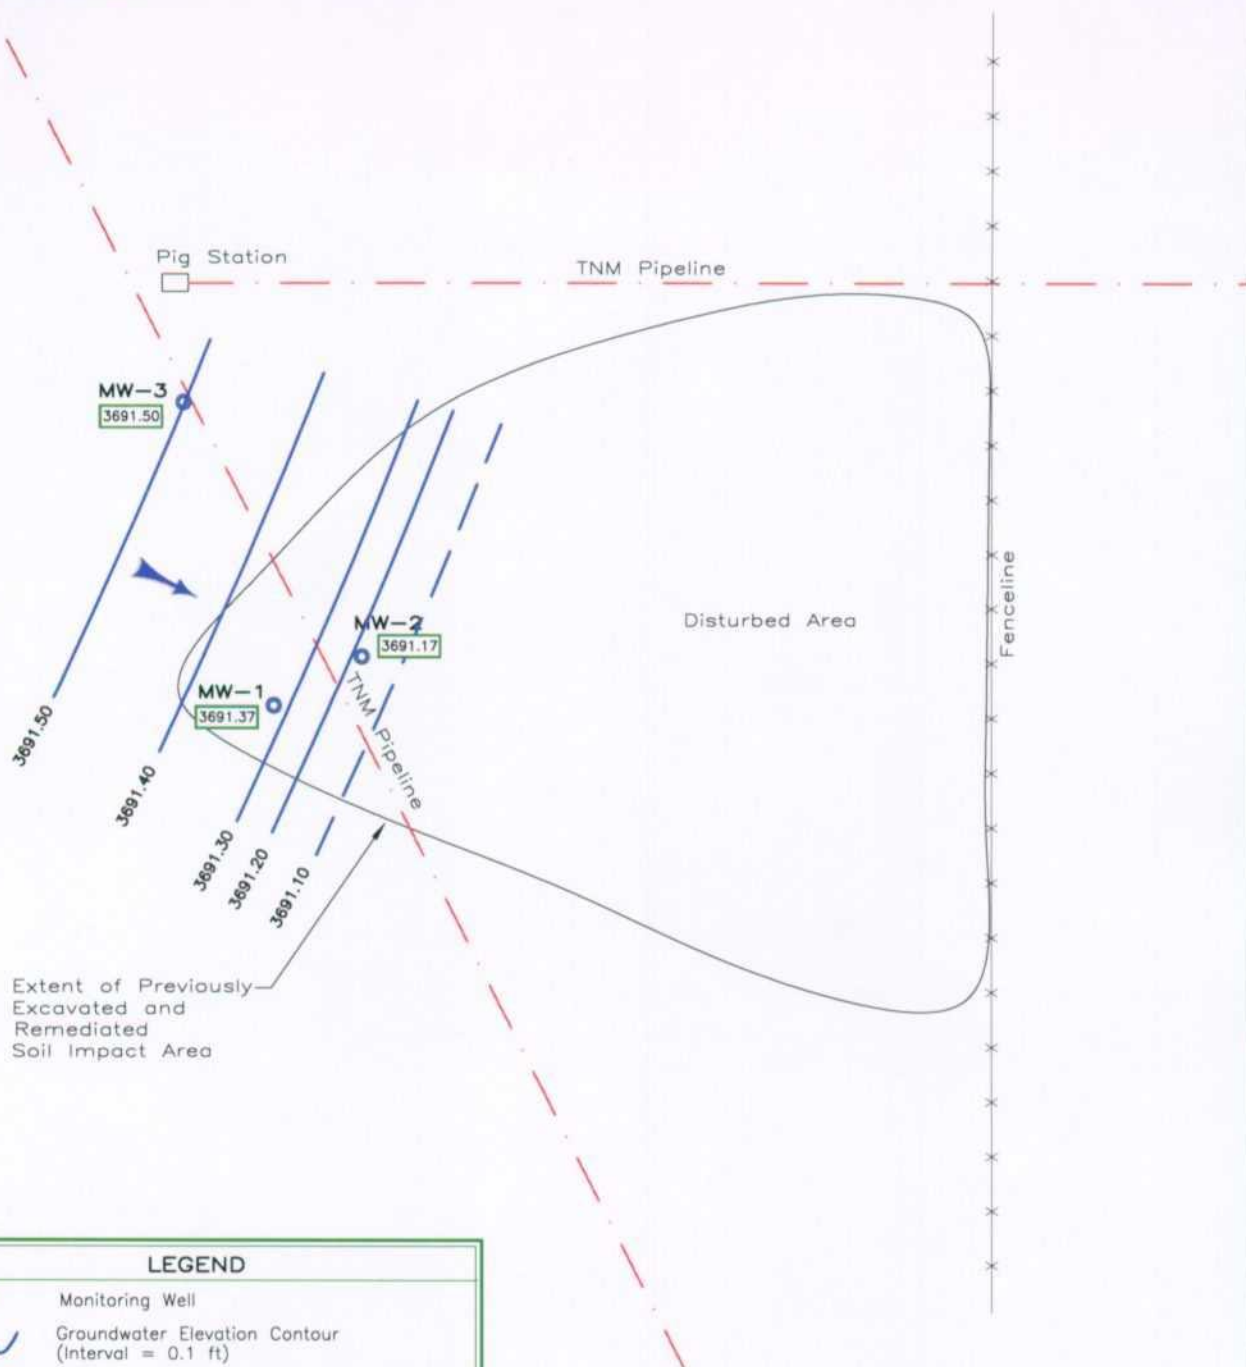 Pig Station
TNM Pipeline
MW-3
3691.50
MW-2
3691.17
Disturbed Area
Fenceline
MW-1
3691.37
TNM Pipeline
3691.50
3691.40
3691.30
3691.20
3691.10
Extent of Previously
Excavated and
Remediated
Soil Impact Area
LEGEND
Monitoring Well
Groundwater Elevation Contour
(Interval = 0.1 ft)